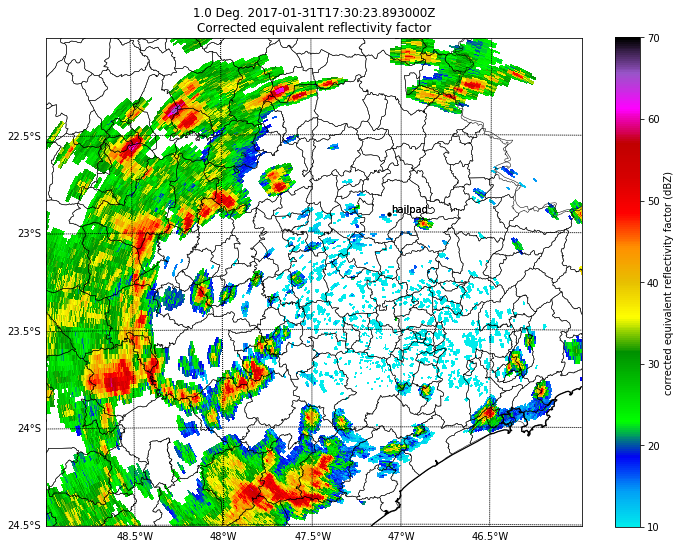 1.0 Deg. 2017-01-31T17:30:23.893000Z
Corrected equivalent reflectivity factor
hailpad
22.5°S
23°S
23.5°S
24°S
24.5°S
48.5°W
48°W
47.5°W
47°W
46.5°W
70
60
50
40
30
20
10
corrected equivalent reflectivity factor (dBZ)